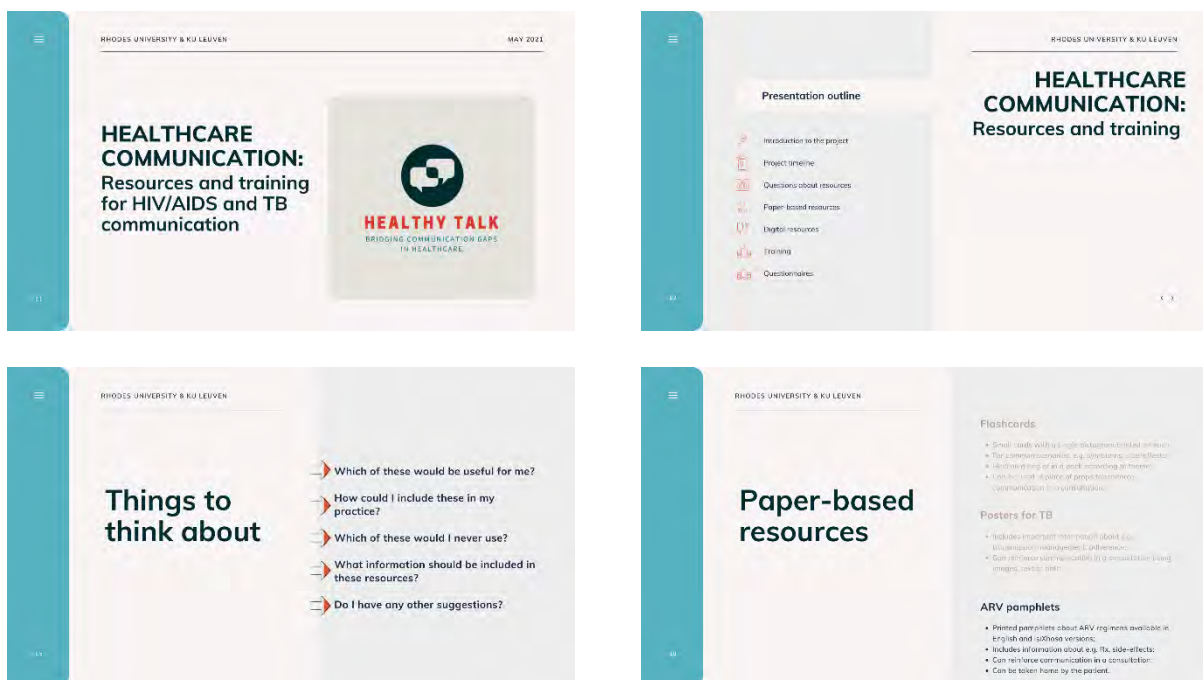 RHODES UNIVERSITY & KU LEUVEN
MAY 2021
HEALTHCARE
COMMUNICATION:
Resources and training
for HIV/AIDS and TB
communication
HEALTHY TALK
BRIDGING COMMUNICATION GAPS
IN HEALTHCARE
RHODES UNIVERSITY & KU LEUVEN
HEALTHCARE
COMMUNICATION:
Resources and training
Presentation outline
Introduction to the project
Project timeline
Questions about resources
Paper-based resources
Digital resources
Training
Questionnaires
RHODES UNIVERSITY & KU LEUVEN
Things to
think about
Which of these would be useful for me?
How could I include these in my
practice?
Which of these would I never use?
What information should be included in
these resources?
Do I have any other suggestions?
RHODES UNIVERSITY & KU LEUVEN
Paper-based
resources
Flashcards
Posters for TB
ARV pamphlets
• Printed pamphlets about ARV regimens available in
English and isiXhosa versions;
• Includes information about e.g. Rx, side-effects;
• Can reinforce communication in a consultation;
• Can be taken home by the patient.